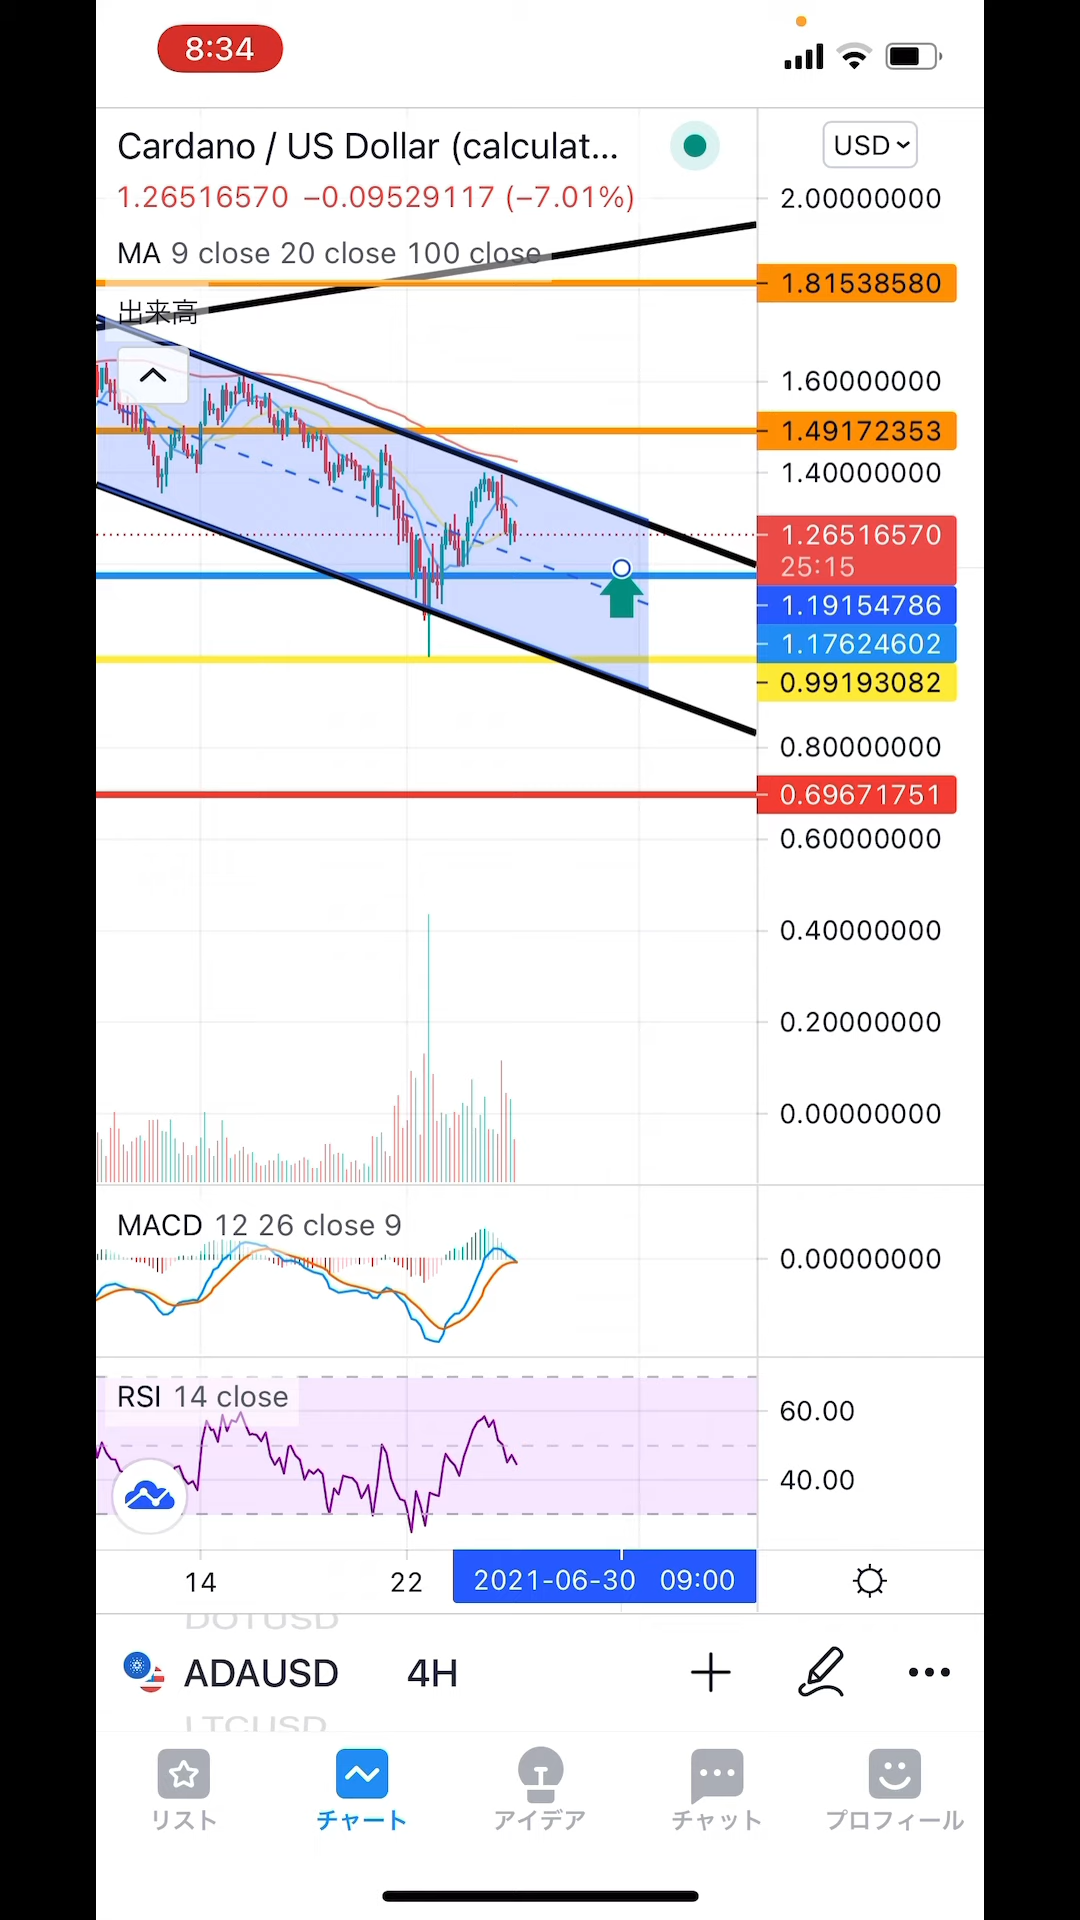 8:34
Cardano / US Dollar (calculat...
USD
1.26516570 −0.09529117 (−7.01%)
2.00000000
MA 9 close 20 close 100 close
1.81538580
出来高
1.60000000
1.49172353
1.40000000
1.26516570
25:15
1.19154786
1.17624602
0.99193082
0.80000000
0.69671751
0.60000000
0.40000000
0.20000000
0.00000000
MACD 12 26 close 9
0.00000000
RSI 14 close
60.00
40.00
14 22 2021-06-30 09:00
DOTUSD
ADAUSD 4H
LTCUSD
リスト チャート アイデア チャット プロフィール